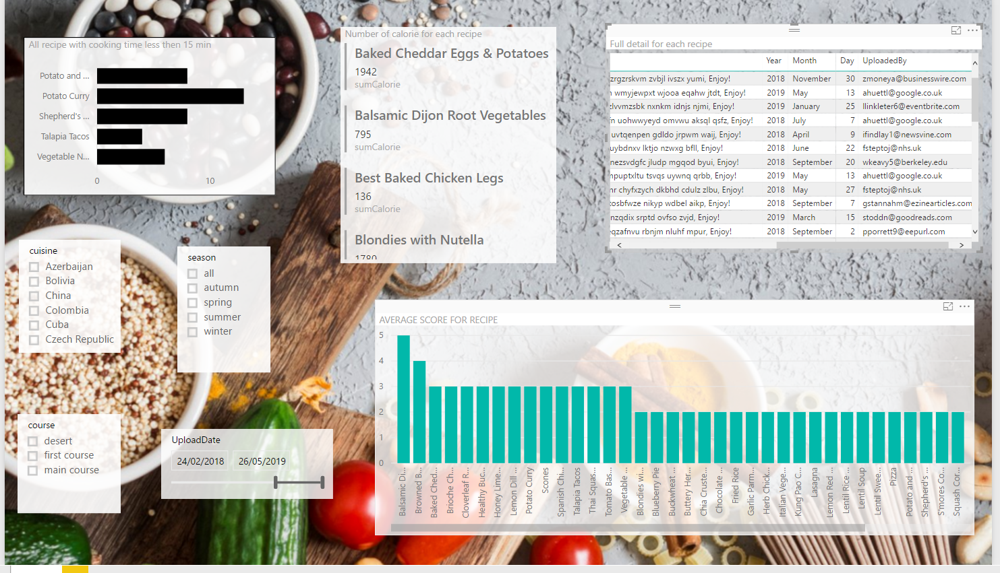 All recipe with cooking time less then 15 min
Potato and ...
Potato Curry
Shepherd's ...
Talapia Tacos
Vegetable N...
0 10
Number of calorie for each recipe
Baked Cheddar Eggs & Potatoes
1942
sumCalorie
Balsamic Dijon Root Vegetables
795
sumCalorie
Best Baked Chicken Legs
136
sumCalorie
Blondies with Nutella
1780
Full detail for each recipe
Year Month Day UploadedBy
zrgzrskvm zvbjl ivszx yumi, Enjoy! 2018 November 30 zmoneya@businesswire.com
wmyjewpxt wjooa eqahw jtdt, Enjoy! 2019 May 13 ahuettl@google.co.uk
zlvvmzsbk nxnkm idnjs njmi, Enjoy! 2019 January 25 llinkleter6@eventbrite.com
fn uohwwyeyd omvwu aksql qsfz, Enjoy! 2018 July 7 ahuettl@google.co.uk
uvtqenpen gdldo jrpwm waij, Enjoy! 2018 April 9 ifindlay1@newsvine.com
uybdnxv lktjo nzwxg bfll, Enjoy! 2018 June 22 fsteptoj@nhs.uk
nezsvdgfc jludp mgqod byui, Enjoy! 2018 September 20 wkeavy5@berkeley.edu
npuptxltu tsvqs uywnq qrbb, Enjoy! 2019 May 13 ahuettl@google.co.uk
nr chyfxzych dkbhd cdulz zlbu, Enjoy! 2018 May 27 fsteptoj@nhs.uk
tosbfwze nikyp wdbel aikp, Enjoy! 2018 September 7 gstannahm@ezinearticles.com
nzqdix srptd ovfso zvjd, Enjoy! 2019 March 15 stoddn@goodreads.com
eqzafnvu rbnjm nluhf mpur, Enjoy! 2018 September 2 pporrett9@eepurl.com
cuisine
Azerbaijan
Bolivia
China
Colombia
Cuba
Czech Republic
season
all
autumn
spring
summer
winter
course
desert
first course
main course
UploadDate
24/02/2018 26/05/2019
AVERAGE SCORE FOR RECIPE
5
4
3
2
1
0
Balsamic Di...
Browned B...
Baked Ched...
Brioche Ch...
Cloverleaf R...
Healthy Buc...
Honey Lime...
Lemon Dill ...
Potato Curry
Scones
Spanish Chi...
Talapia Tacos
Thai Squas...
Tomato Bas...
Vegetable ...
Blondies wi...
Blueberry Pie
Buckwheat ...
Buttery Her...
Chia Cruste...
Chocolate ...
Fried Rice
Garlic Parm...
Herb Chick...
Italian Vege...
Kung Pao C...
Lasagna
Lemon Red ...
Lentil Rice ...
Lentil Soup
Lentil Swee...
Pizza
Potato and ...
Shepherd's ...
S'mores Co...
Squash Cor...